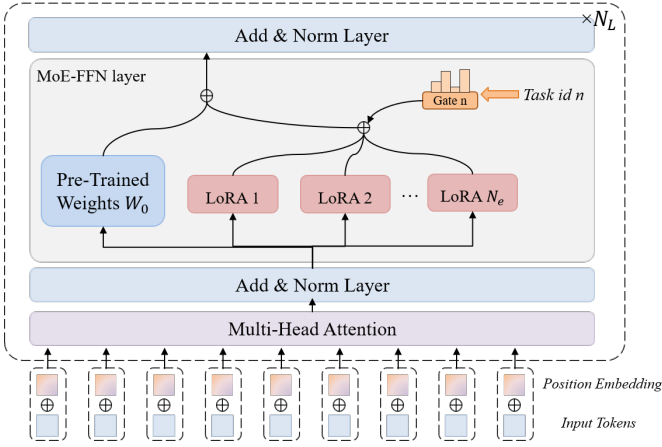 ×N_L
Add & Norm Layer
MoE-FFN layer
Gate n
Task id n
Pre-Trained
Weights W_0
LoRA 1
LoRA 2
···
LoRA N_e
Add & Norm Layer
Multi-Head Attention
Position Embedding
Input Tokens